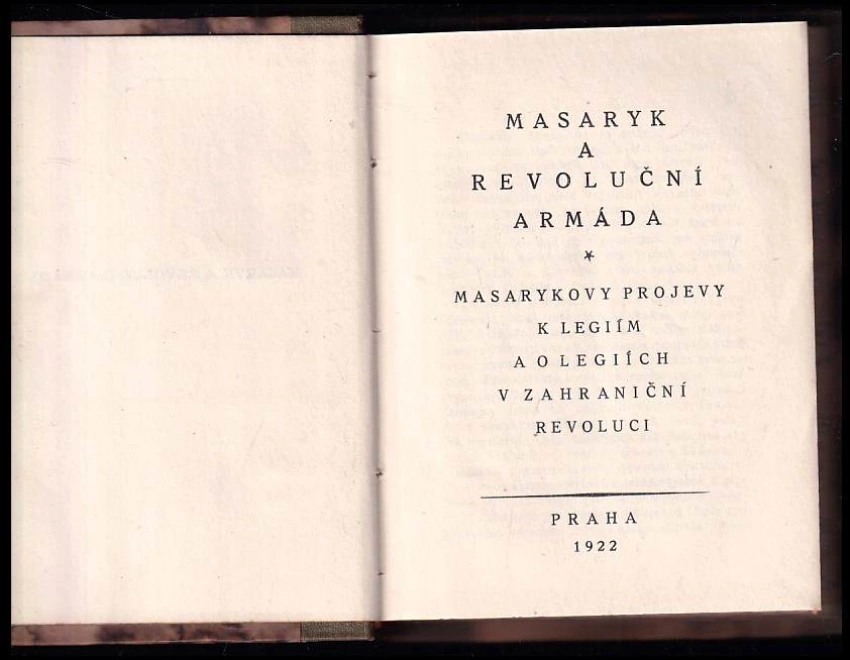 MASARYK
A
REVOLUČNÍ
ARMÁDA
*
MASARYKOVY PROJEVY
K LEGIÍM
A O LEGIÍCH
V ZAHRANIČNÍ
REVOLUCI
PRAHA
1922